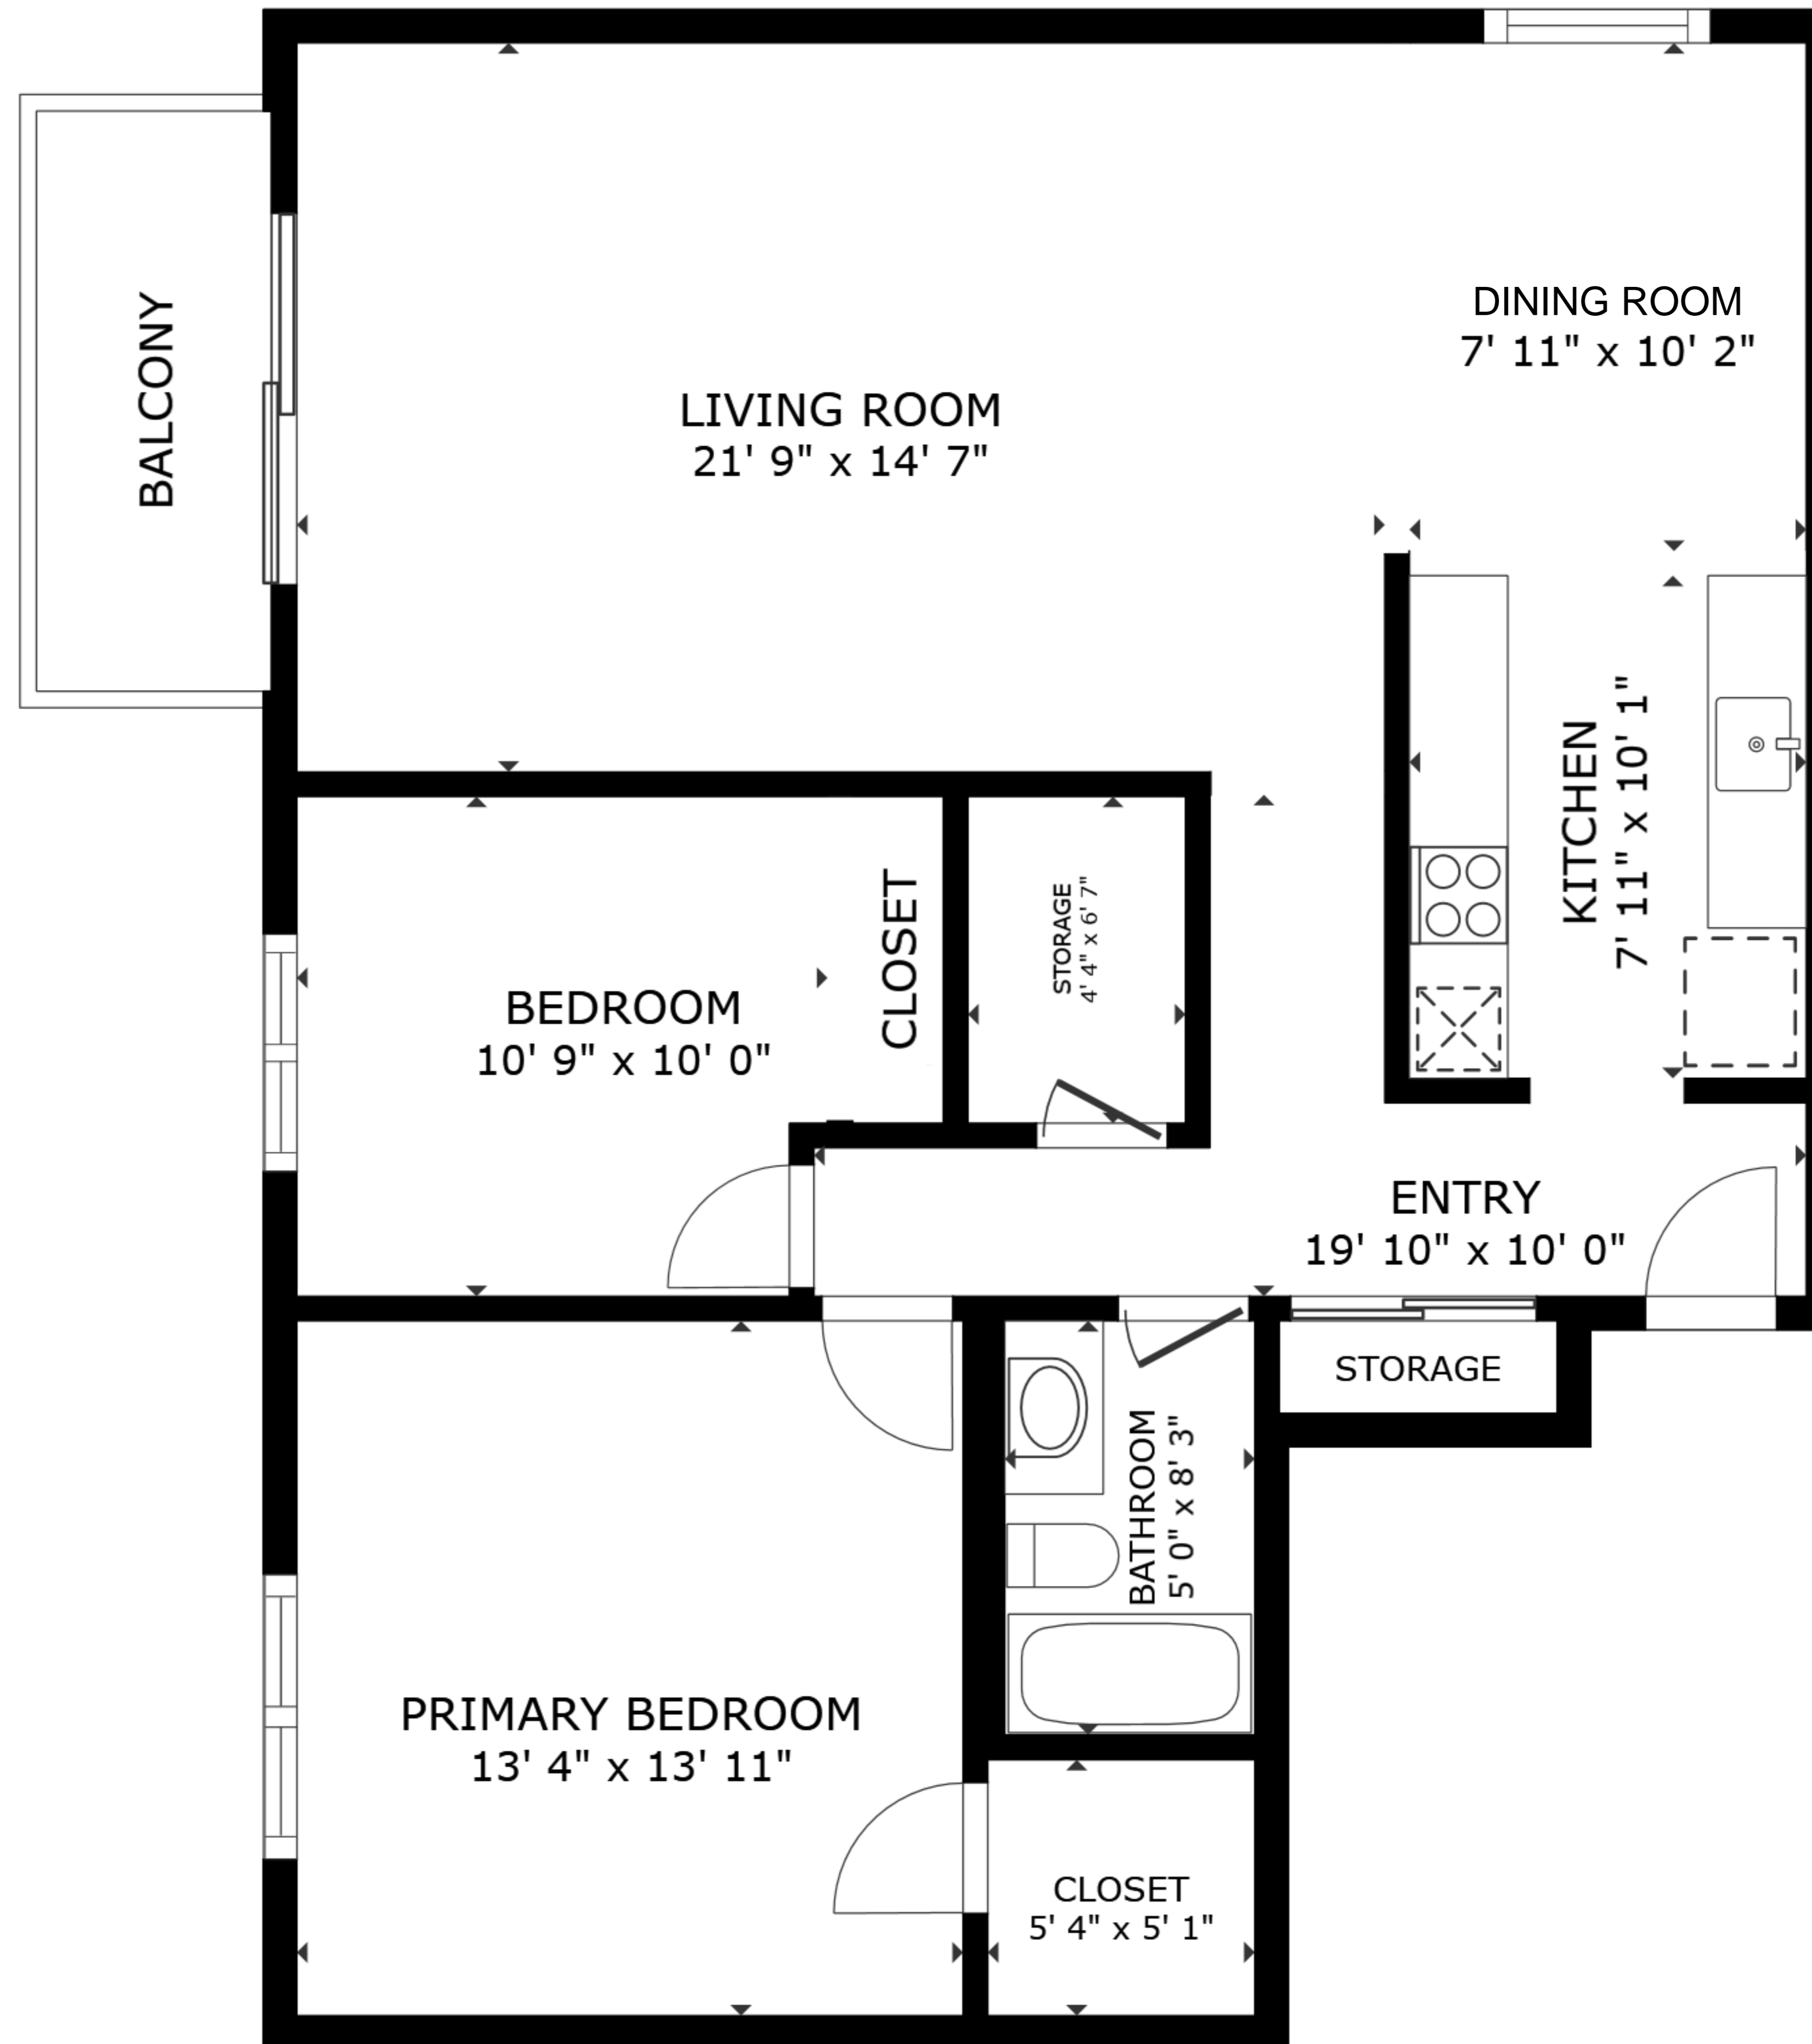 DINING ROOM
7' 11" x 10' 2"
BALCONY
LIVING ROOM
21' 9" x 14' 7"
KITCHEN
7' 11" x 10' 1"
CLOSET
STORAGE
4' 4" x 6' 7"
BEDROOM
10' 9" x 10' 0"
ENTRY
19' 10" x 10' 0"
STORAGE
BATHROOM
5' 0" x 8' 3"
PRIMARY BEDROOM
13' 4" x 13' 11"
CLOSET
5' 4" x 5' 1"